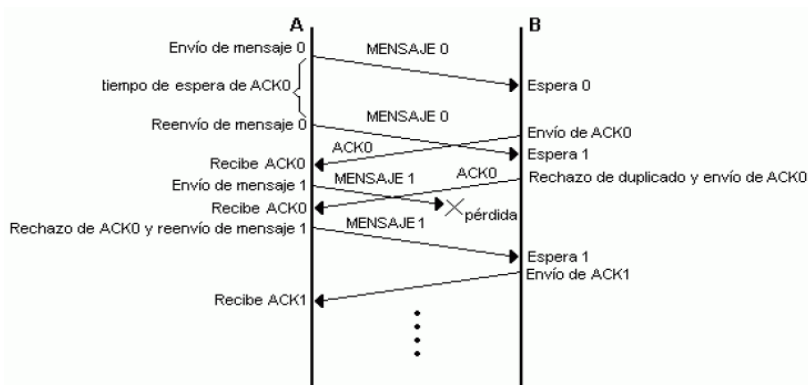 A
B
Envío de mensaje 0
MENSAJE 0
tiempo de espera de ACK0
Espera 0
Reenvío de mensaje 0
MENSAJE 0
Envío de ACK0
ACK0
Espera 1
Recibe ACK0
MENSAJE 1
ACK0
Rechazo de duplicado y envío de ACK0
Envío de mensaje 1
Recibe ACK0
pérdida
Rechazo de ACK0 y reenvío de mensaje 1
MENSAJE 1
Espera 1
Envío de ACK1
Recibe ACK1